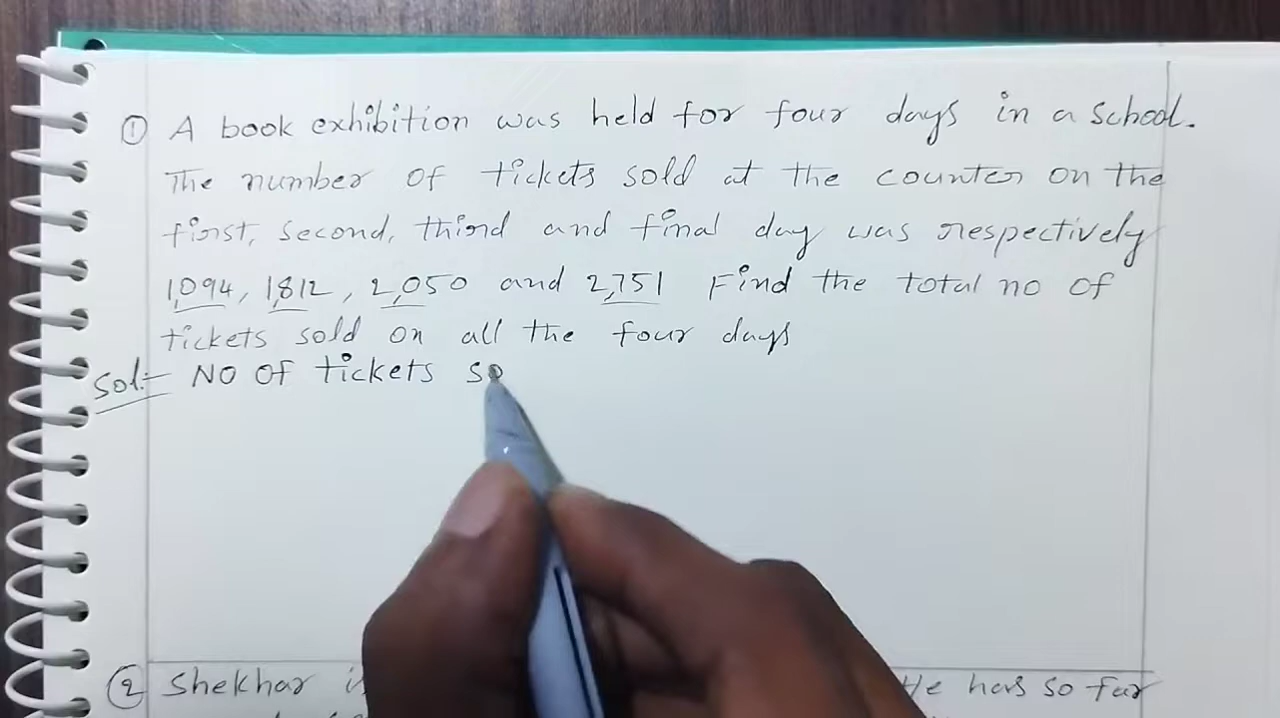 ① A book exhibition was held for four days in a school.
The number of tickets sold at the counter on the
first, second, third and final day was respectively
1,094, 1,812, 2,050 and 2,751 Find the total no of
tickets sold on all the four days
Sol:- NO OF tickets so
② Shekhar He has so far